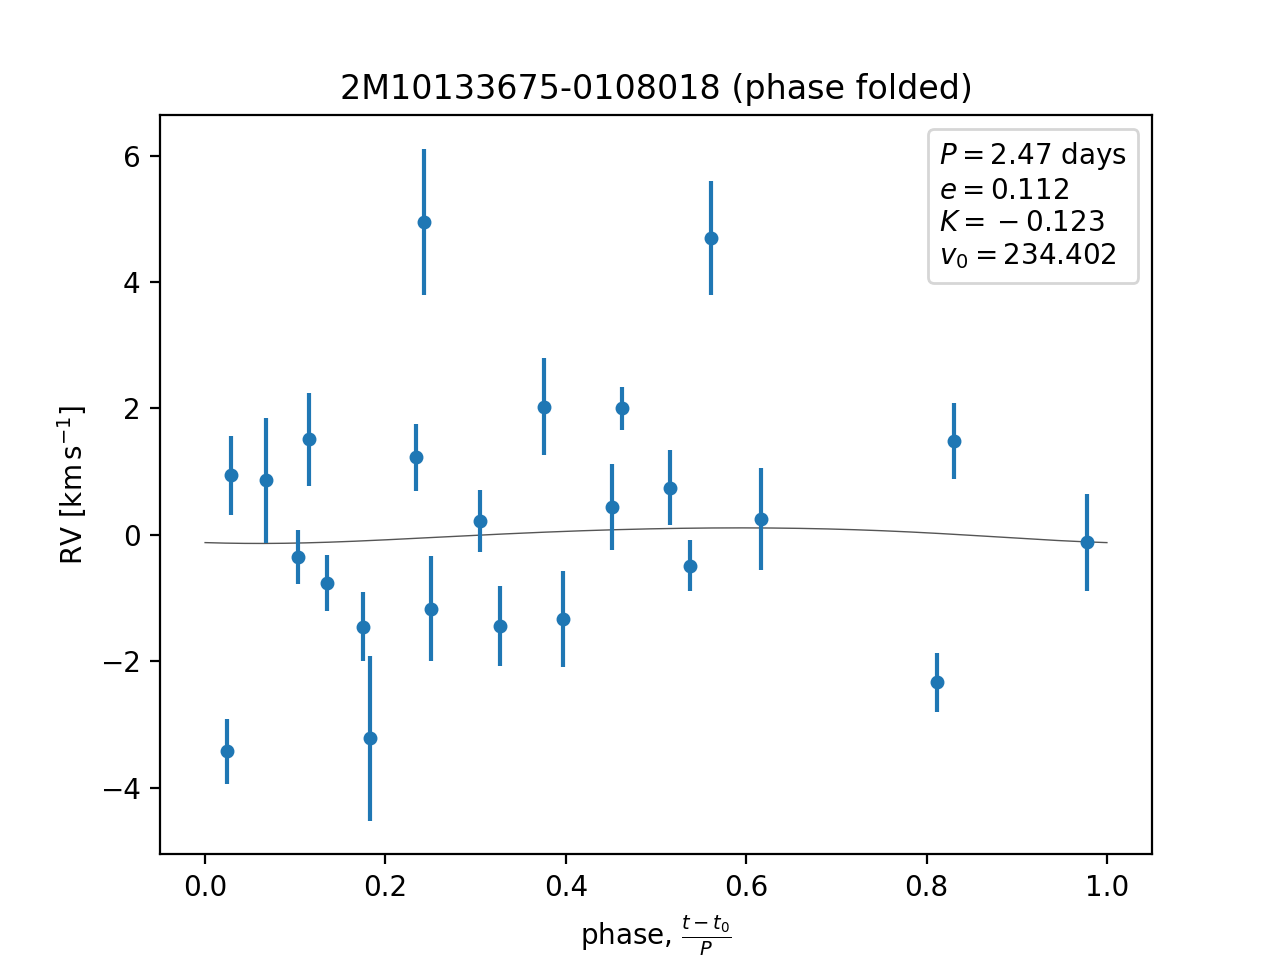 2M10133675-0108018 (phase folded)
P = 2.47 days
e = 0.112
K = −0.123
v₀ = 234.402
RV [km s⁻¹]
6
4
2
0
−2
−4
0.0 0.2 0.4 0.6 0.8 1.0
phase, (t − t₀)/P